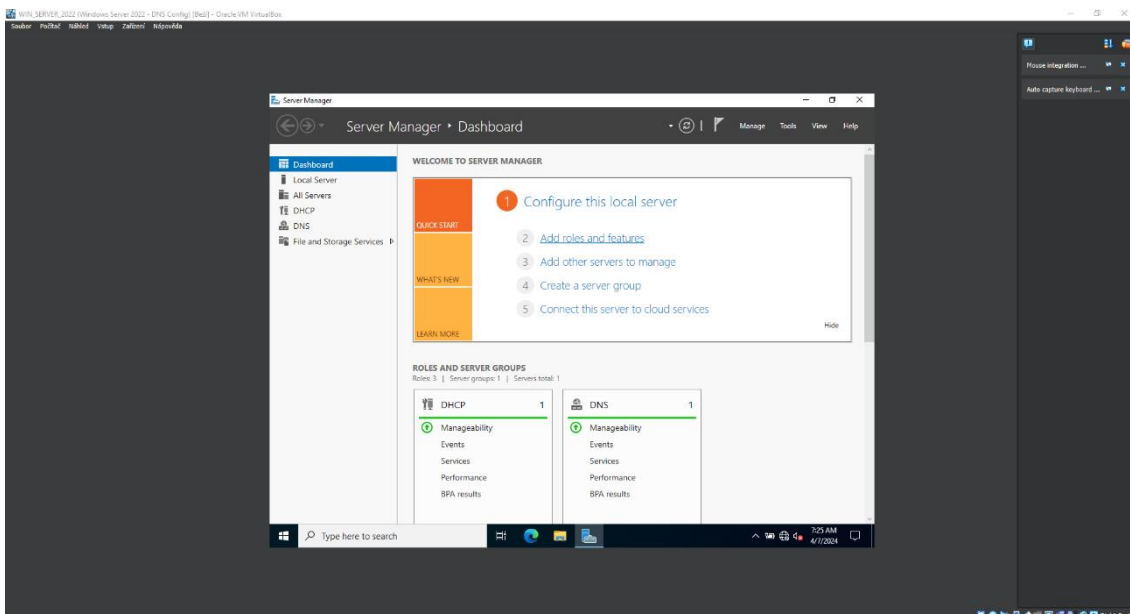 WIN_SERVER_2022 (Windows Server 2022 - DNS Config) [Běží] - Oracle VM VirtualBox
Soubor Počítač Náhled Vstup Zařízení Nápověda
Mouse integration ...
Auto capture keyboard ...
Server Manager
Server Manager • Dashboard
Manage Tools View Help
Dashboard
Local Server
All Servers
DHCP
DNS
File and Storage Services
WELCOME TO SERVER MANAGER
QUICK START
WHAT'S NEW
LEARN MORE
1 Configure this local server
2 Add roles and features
3 Add other servers to manage
4 Create a server group
5 Connect this server to cloud services
Hide
ROLES AND SERVER GROUPS
Roles: 3 | Server groups: 1 | Servers total: 1
DHCP 1
Manageability
Events
Services
Performance
BPA results
DNS 1
Manageability
Events
Services
Performance
BPA results
Type here to search
7:25 AM
4/7/2024